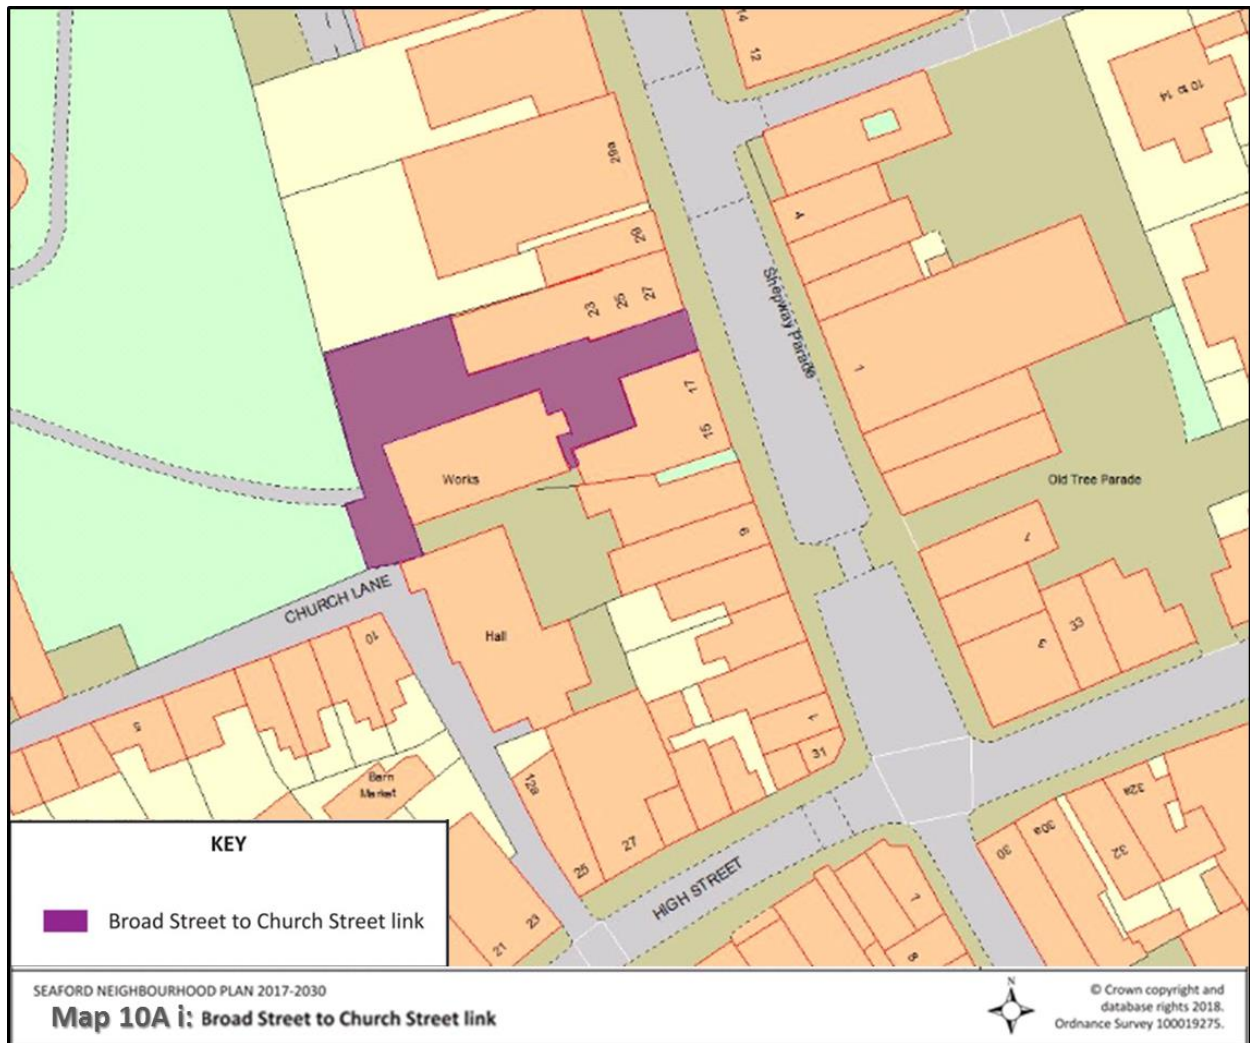 14
12
10 to 14
29a
4
29
27
25
23
Shepway Parade
1
17
15
Works
Old Tree Parade
9
7
CHURCH LANE
10
Hall
33
3
5
1
31
Barn
Market
12a
32a
30a
27
32
30
25
HIGH STREET
7
23
21
8
KEY
Broad Street to Church Street link
SEAFORD NEIGHBOURHOOD PLAN 2017-2030
Map 10A i: Broad Street to Church Street link
N
© Crown copyright and
database rights 2018.
Ordnance Survey 100019275.